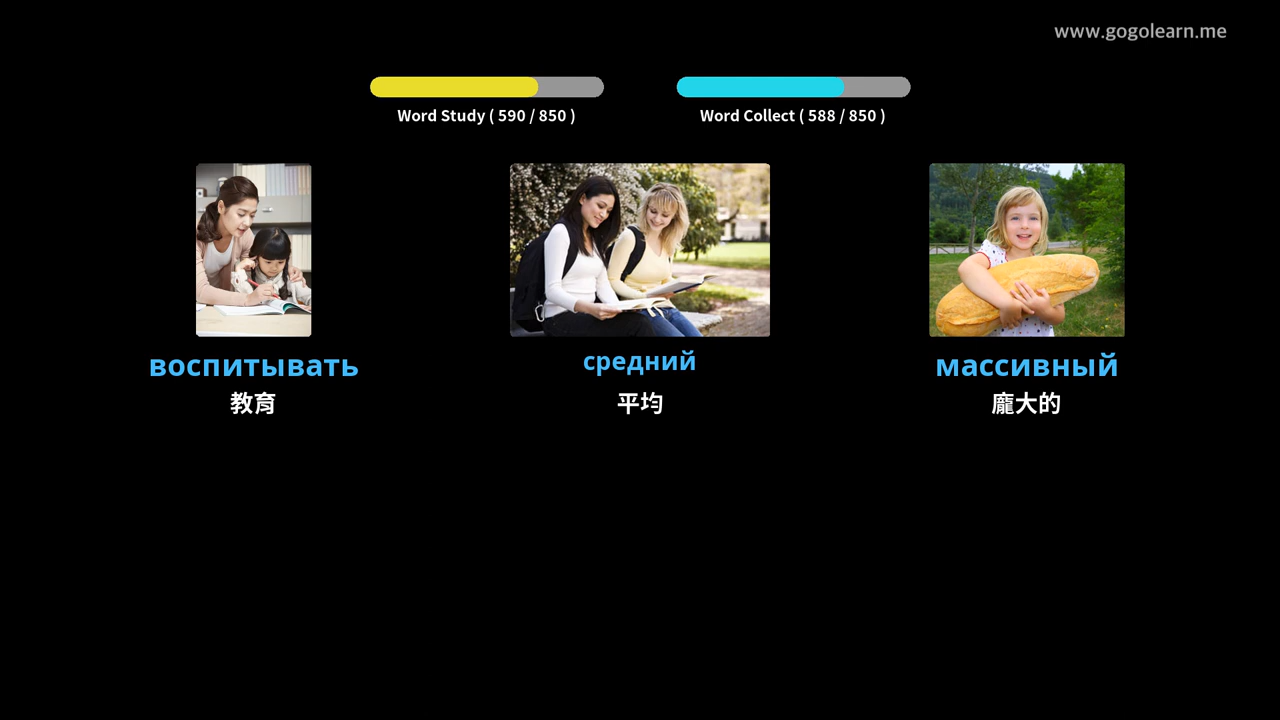 www.gogolearn.me
Word Study ( 590 / 850 )
Word Collect ( 588 / 850 )
воспитывать
教育
средний
平均
массивный
龐大的